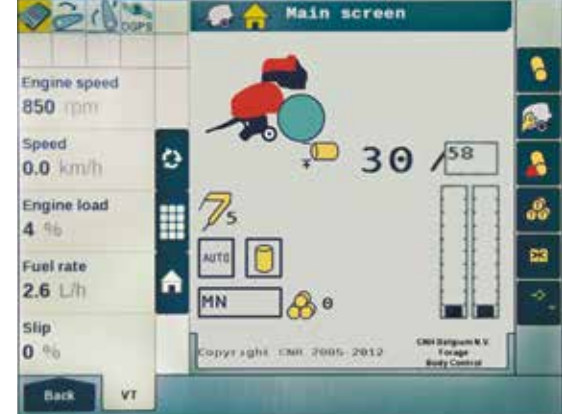 DGPS
Main screen
Engine speed
850 rpm
Speed
0.0 km/h
Engine load
4 %
Fuel rate
2.6 L/h
Slip
0 %
30 / 58
5
AUTO
MN
0
Copyright CNH 2005-2012
CNH Belgium N.V.
Forage
Body Control
Back
VT